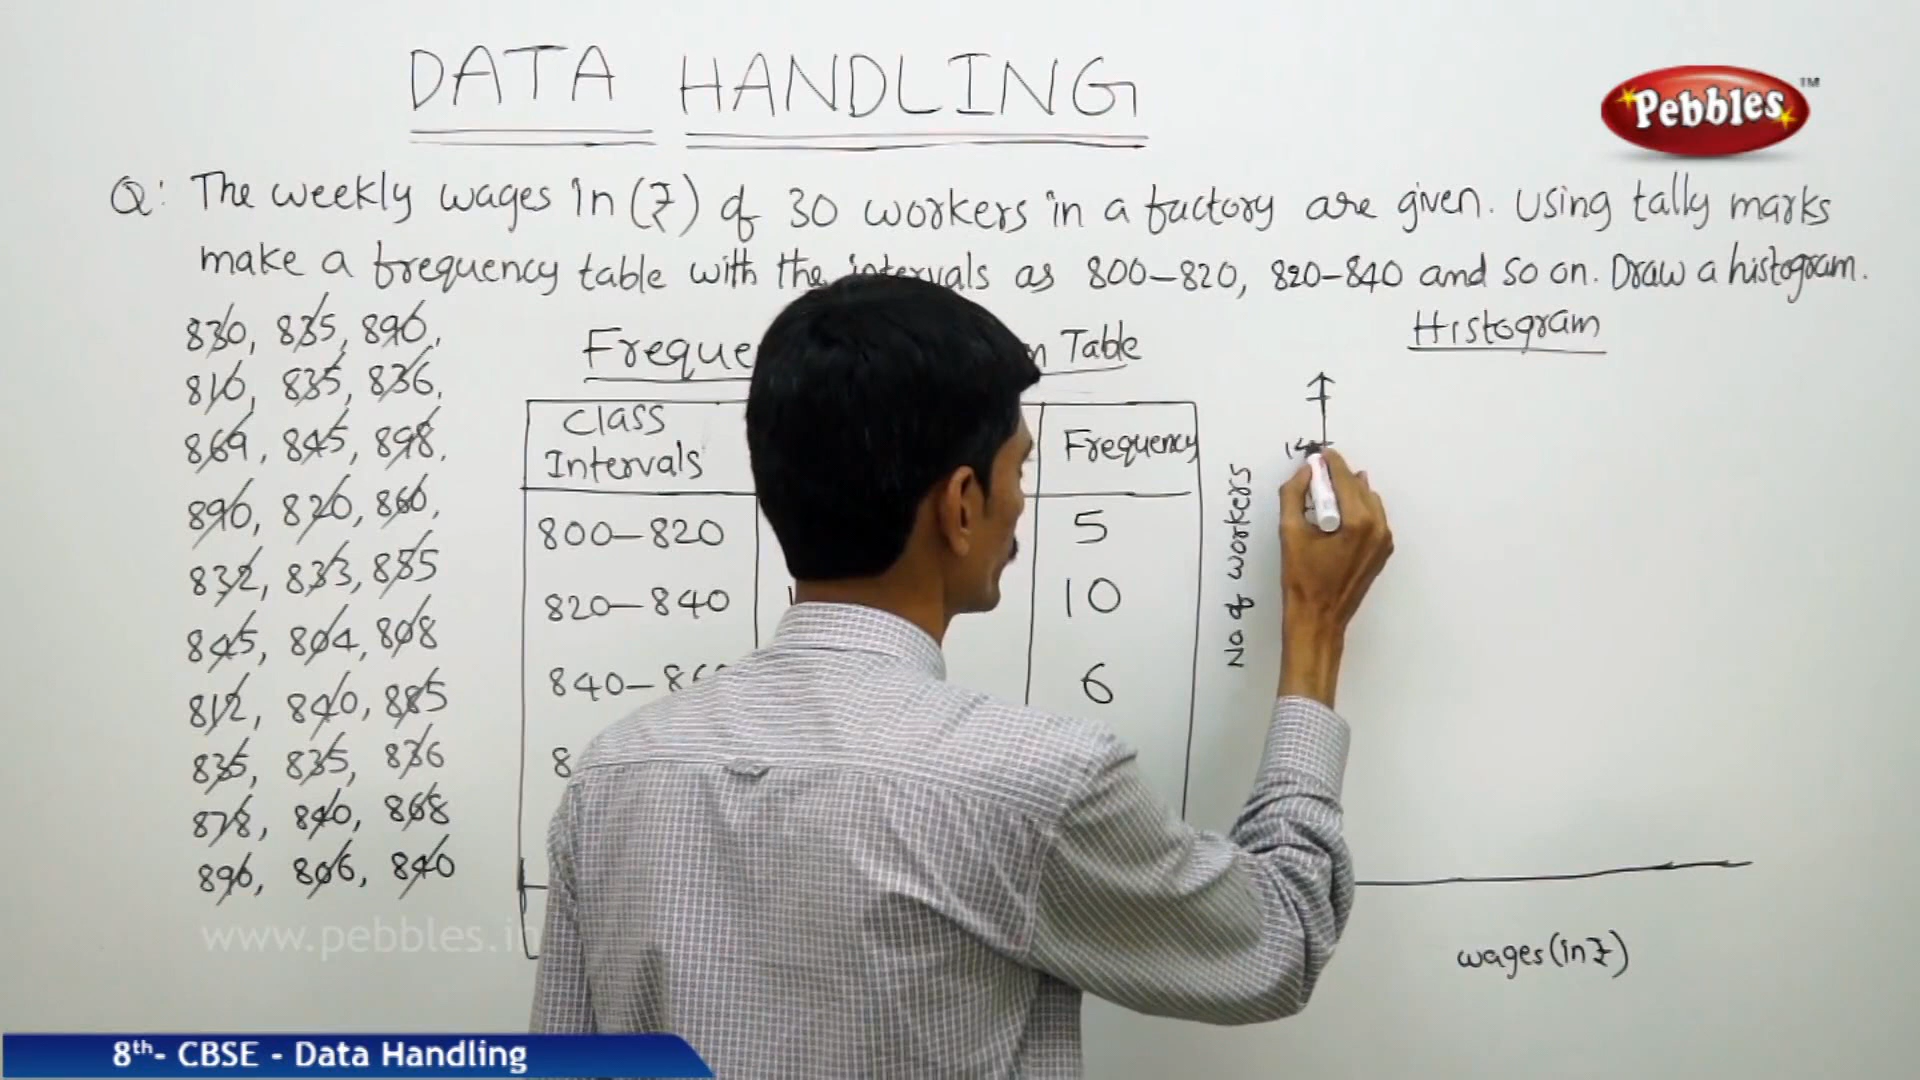 DATA HANDLING
Pebbles™
Q: The weekly wages in (₹) of 30 workers in a factory are given. Using tally marks
make a frequency table with the intervals as 800–820, 820–840 and so on. Draw a histogram.
830, 835, 890,
810, 835, 836,
869, 845, 898,
890, 820, 860,
832, 833, 855
845, 804, 808
812, 840, 885
835, 835, 836
878, 840, 868
890, 806, 840
Table
Class
Intervals
Frequency
800–820 5
820–840 10
840– 6
Histogram
No of workers
wages (in ₹)
www.pebbles.in
8th- CBSE - Data Handling